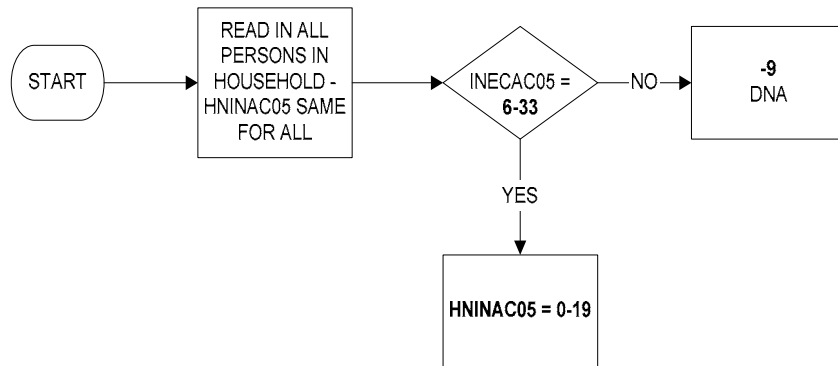 START
READ IN ALL
PERSONS IN
HOUSEHOLD -
HNINAC05 SAME
FOR ALL
INECAC05 =
6-33
NO
-9
DNA
YES
HNINAC05 = 0-19